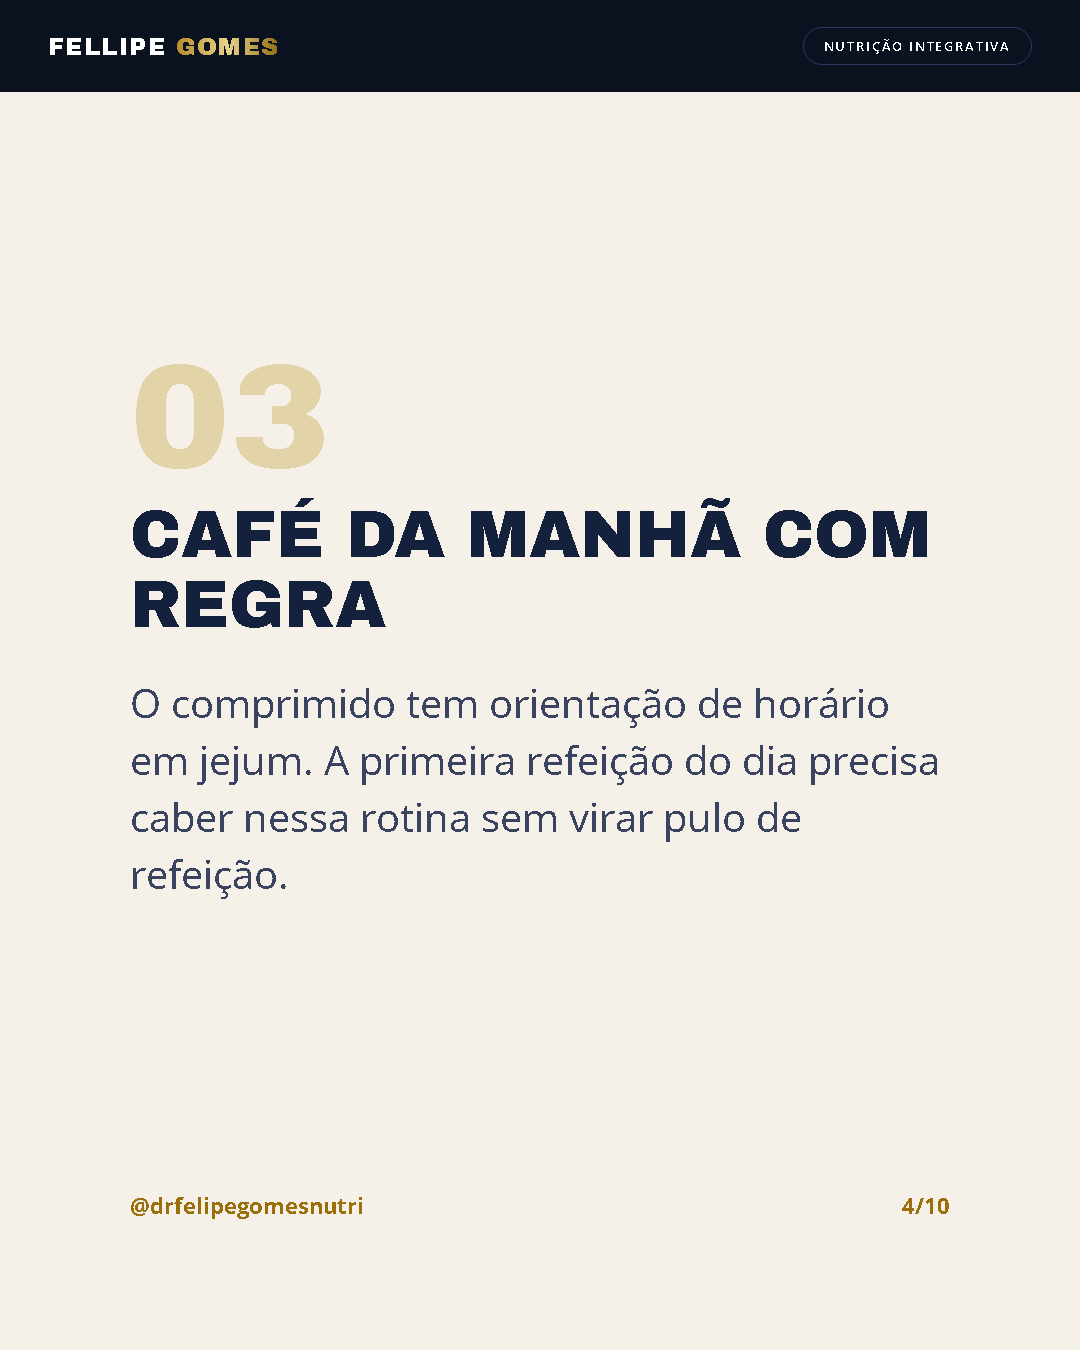 FELLIPE GOMES
NUTRIÇÃO INTEGRATIVA
03
CAFÉ DA MANHÃ COM
REGRA
O comprimido tem orientação de horário
em jejum. A primeira refeição do dia precisa
caber nessa rotina sem virar pulo de
refeição.
@drfelipegomesnutri
4/10